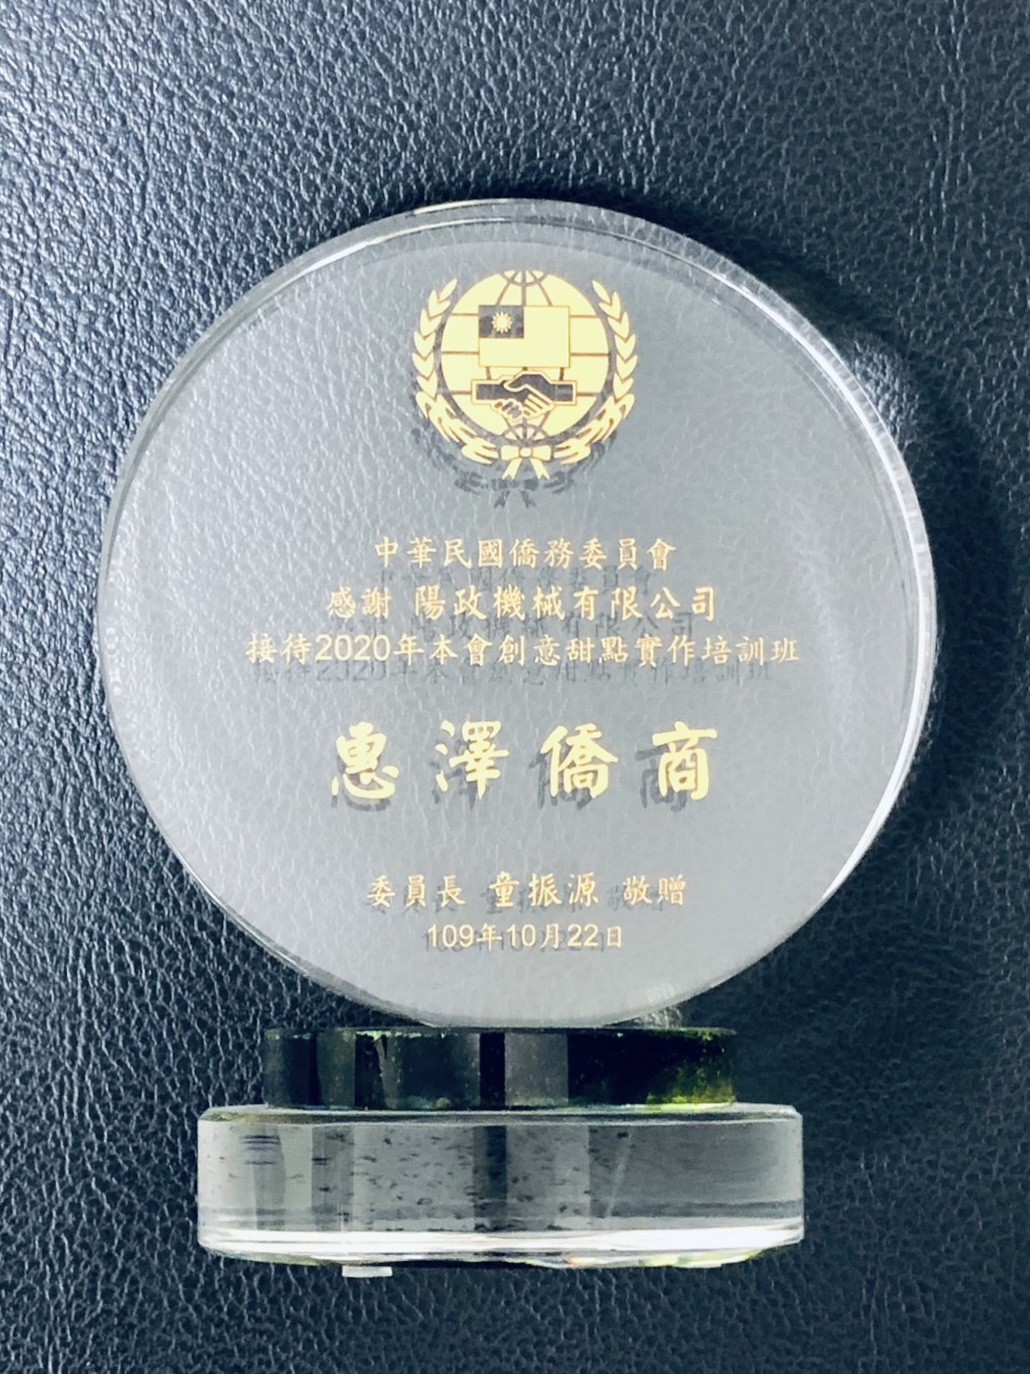 中華民國僑務委員會
感謝 陽政機械有限公司
接待2020年本會創意甜點實作培訓班
惠澤僑商
委員長 童振源 敬贈
109年10月22日